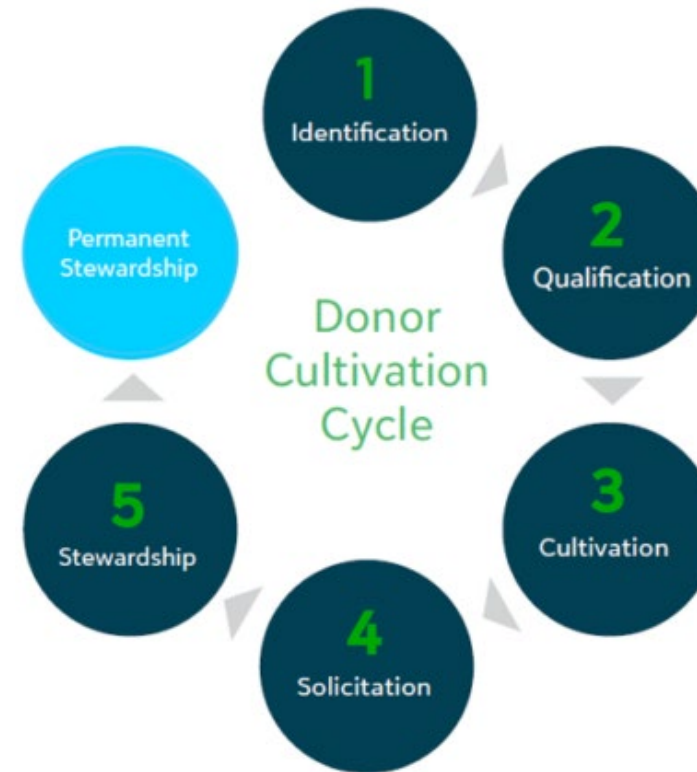 1
Identification
2
Qualification
3
Cultivation
4
Solicitation
5
Stewardship
Permanent
Stewardship
Donor
Cultivation
Cycle